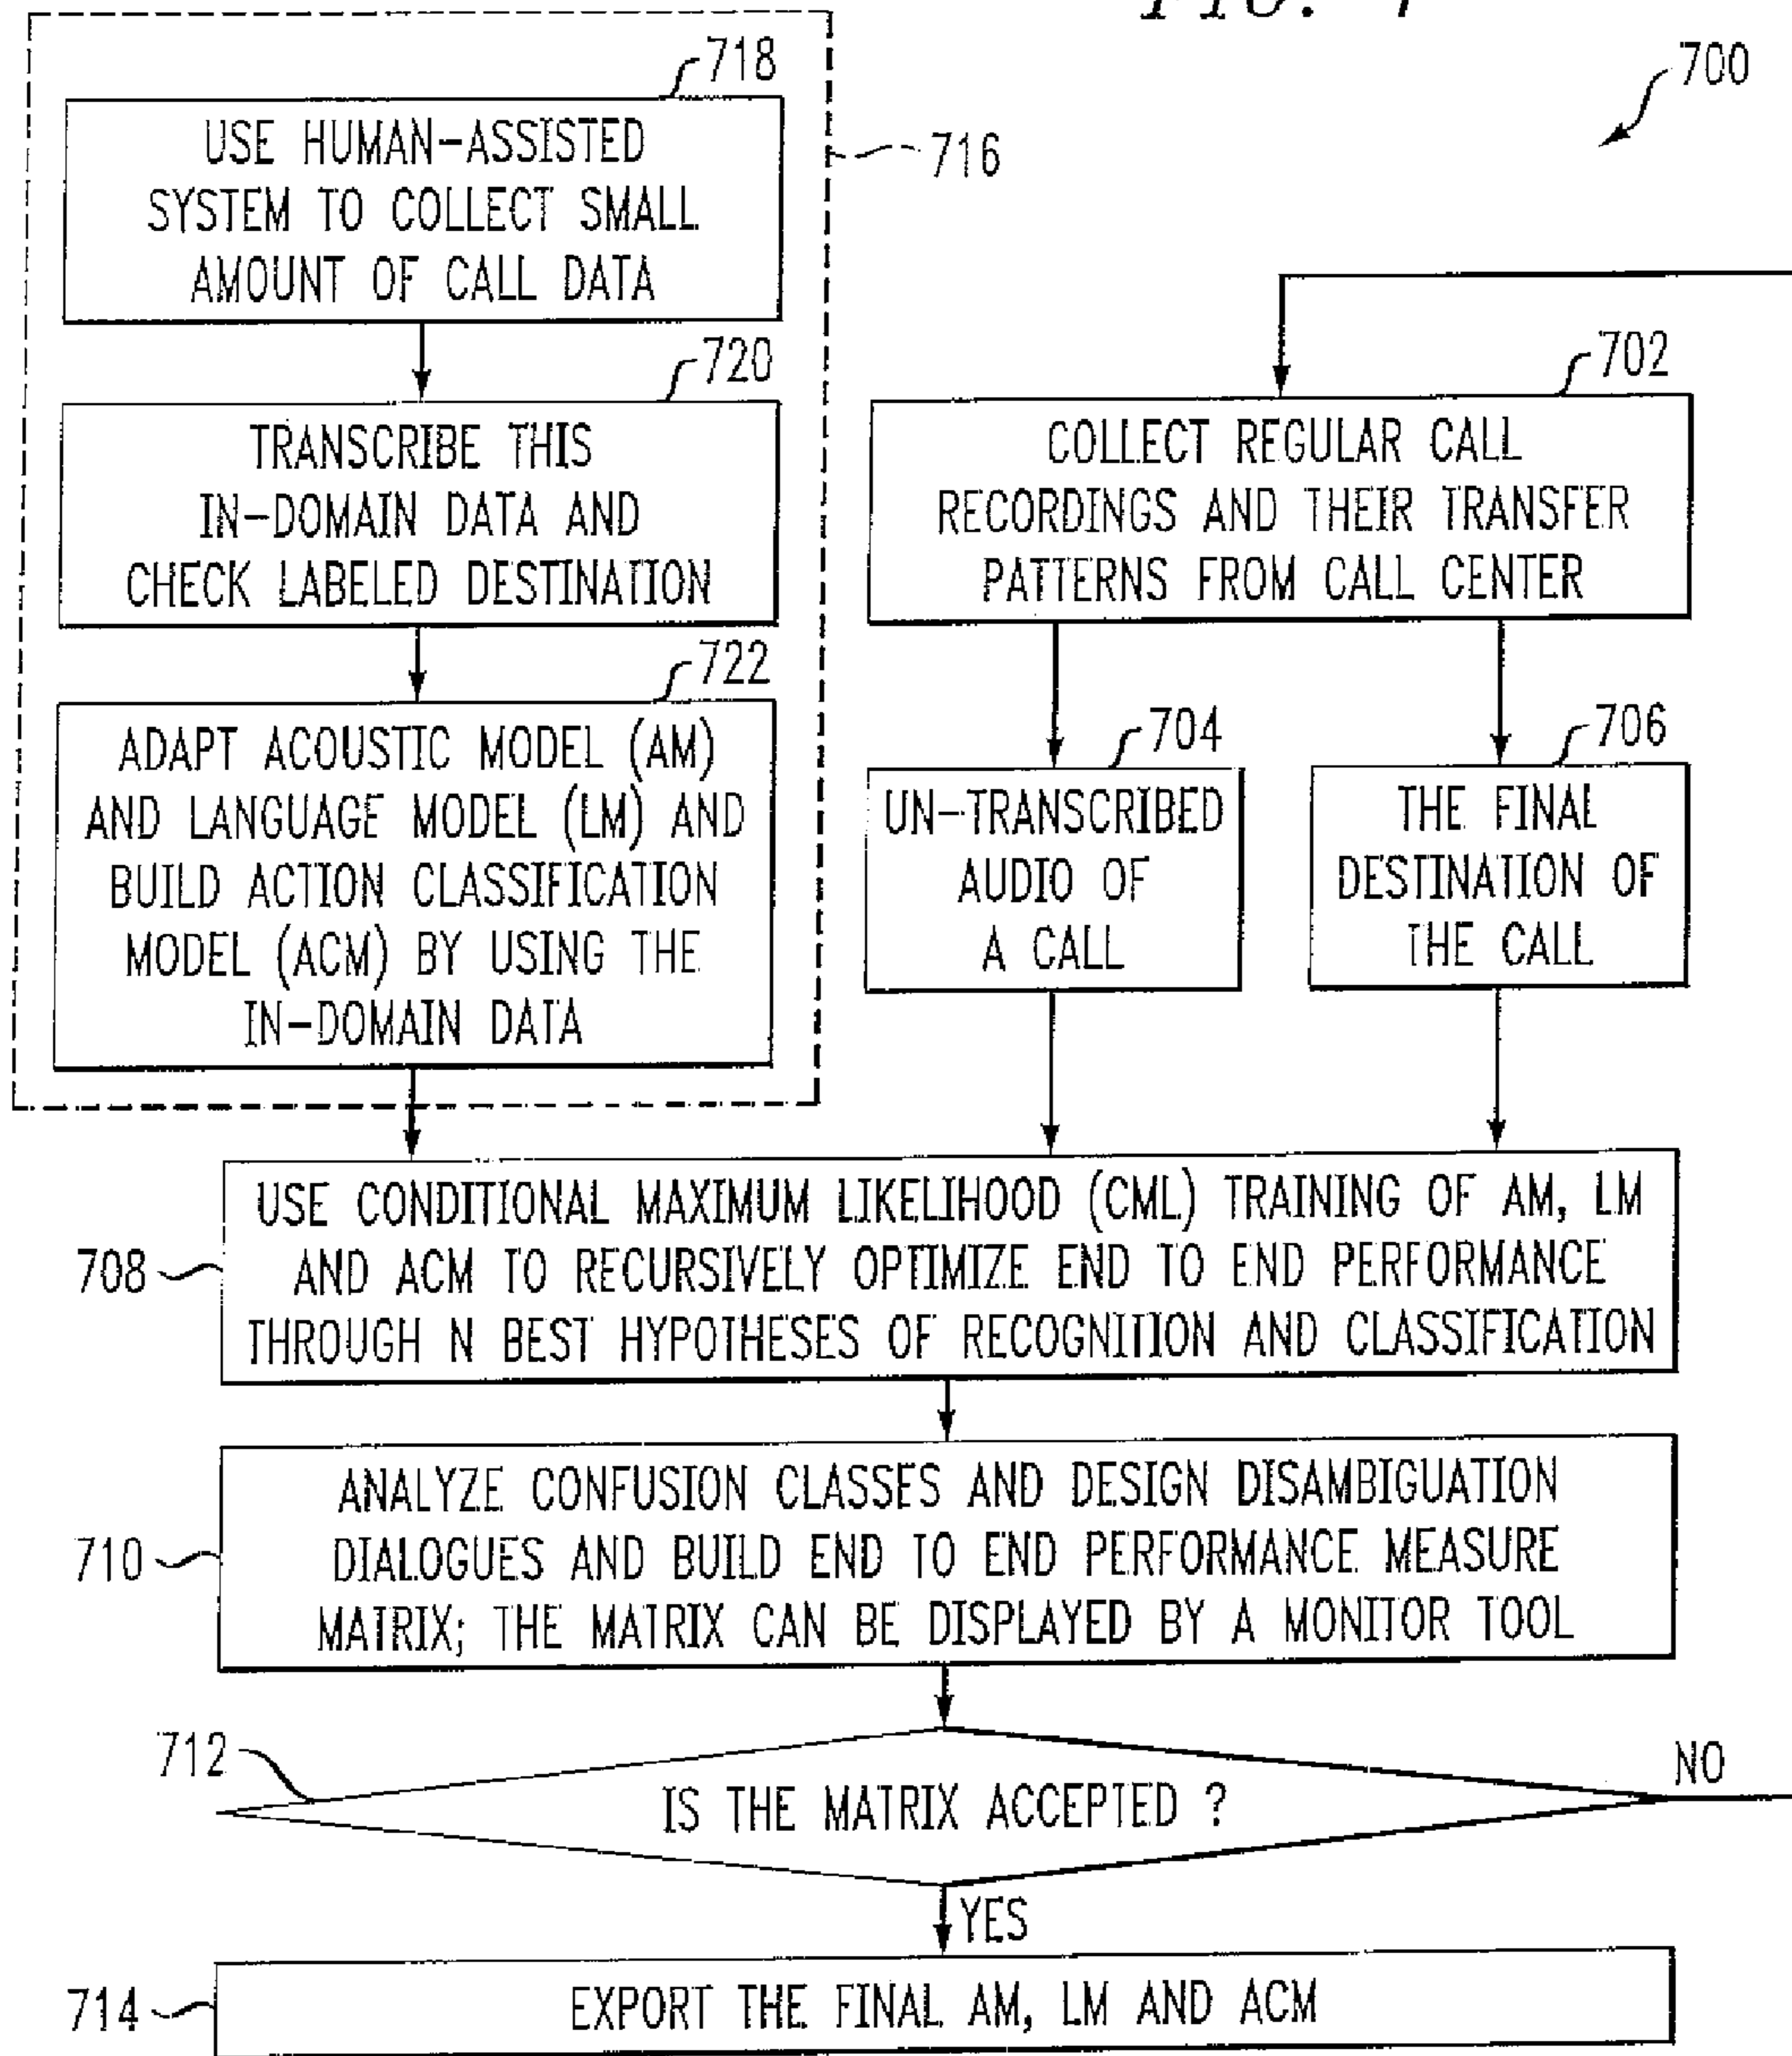 700
716
718
USE HUMAN-ASSISTED
SYSTEM TO COLLECT SMALL
AMOUNT OF CALL DATA
720
TRANSCRIBE THIS
IN-DOMAIN DATA AND
CHECK LABELED DESTINATION
722
ADAPT ACOUSTIC MODEL (AM)
AND LANGUAGE MODEL (LM) AND
BUILD ACTION CLASSIFICATION
MODEL (ACM) BY USING THE
IN-DOMAIN DATA
702
COLLECT REGULAR CALL
RECORDINGS AND THEIR TRANSFER
PATTERNS FROM CALL CENTER
704
UN-TRANSCRIBED
AUDIO OF
A CALL
706
THE FINAL
DESTINATION OF
THE CALL
708
USE CONDITIONAL MAXIMUM LIKELIHOOD (CML) TRAINING OF AM, LM
AND ACM TO RECURSIVELY OPTIMIZE END TO END PERFORMANCE
THROUGH N BEST HYPOTHESES OF RECOGNITION AND CLASSIFICATION
710
ANALYZE CONFUSION CLASSES AND DESIGN DISAMBIGUATION
DIALOGUES AND BUILD END TO END PERFORMANCE MEASURE
MATRIX; THE MATRIX CAN BE DISPLAYED BY A MONITOR TOOL
712
IS THE MATRIX ACCEPTED ?
NO
YES
714
EXPORT THE FINAL AM, LM AND ACM